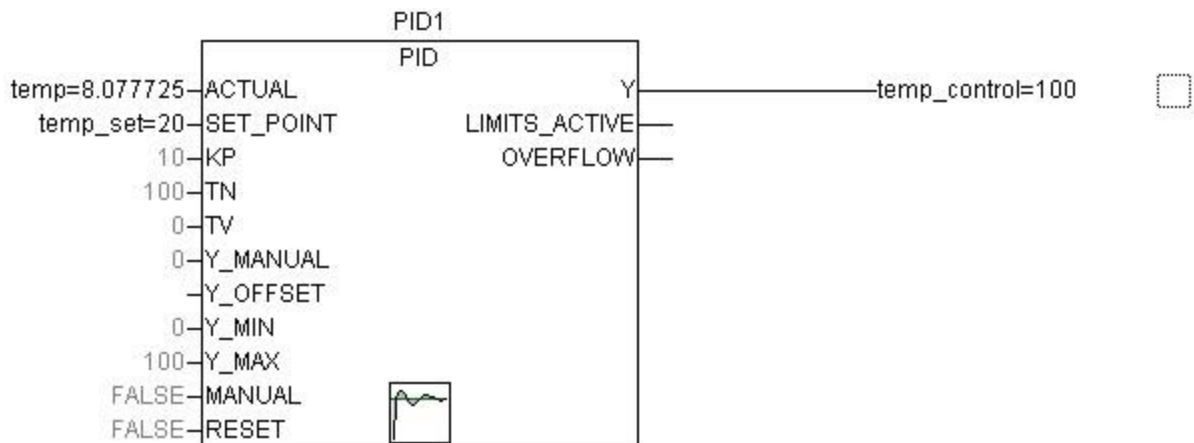 PID1
PID
temp=8.077725 ACTUAL Y temp_control=100
temp_set=20 SET_POINT LIMITS_ACTIVE
10 KP OVERFLOW
100 TN
0 TV
0 Y_MANUAL
Y_OFFSET
0 Y_MIN
100 Y_MAX
FALSE MANUAL
FALSE RESET